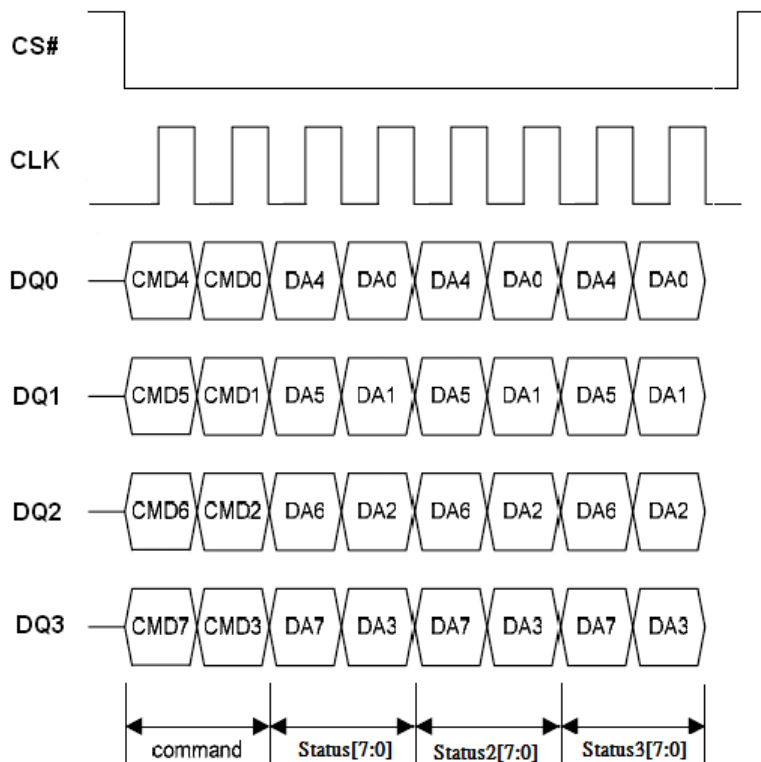 CS#
CLK
DQ0 CMD4 CMD0 DA4 DA0 DA4 DA0 DA4 DA0
DQ1 CMD5 CMD1 DA5 DA1 DA5 DA1 DA5 DA1
DQ2 CMD6 CMD2 DA6 DA2 DA6 DA2 DA6 DA2
DQ3 CMD7 CMD3 DA7 DA3 DA7 DA3 DA7 DA3
command Status[7:0] Status2[7:0] Status3[7:0]